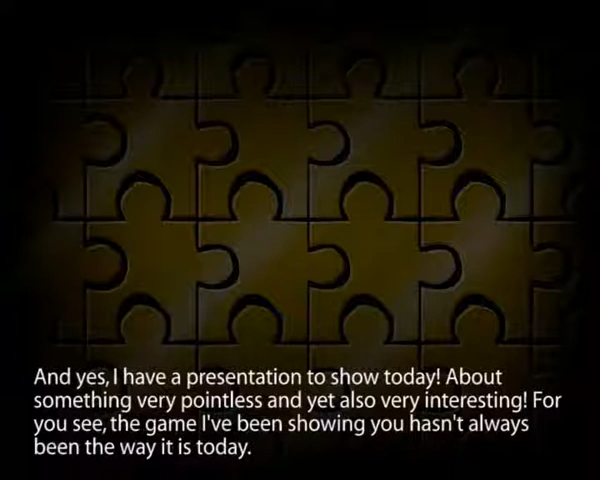 And yes, I have a presentation to show today! About
something very pointless and yet also very interesting! For
you see, the game I've been showing you hasn't always
been the way it is today.